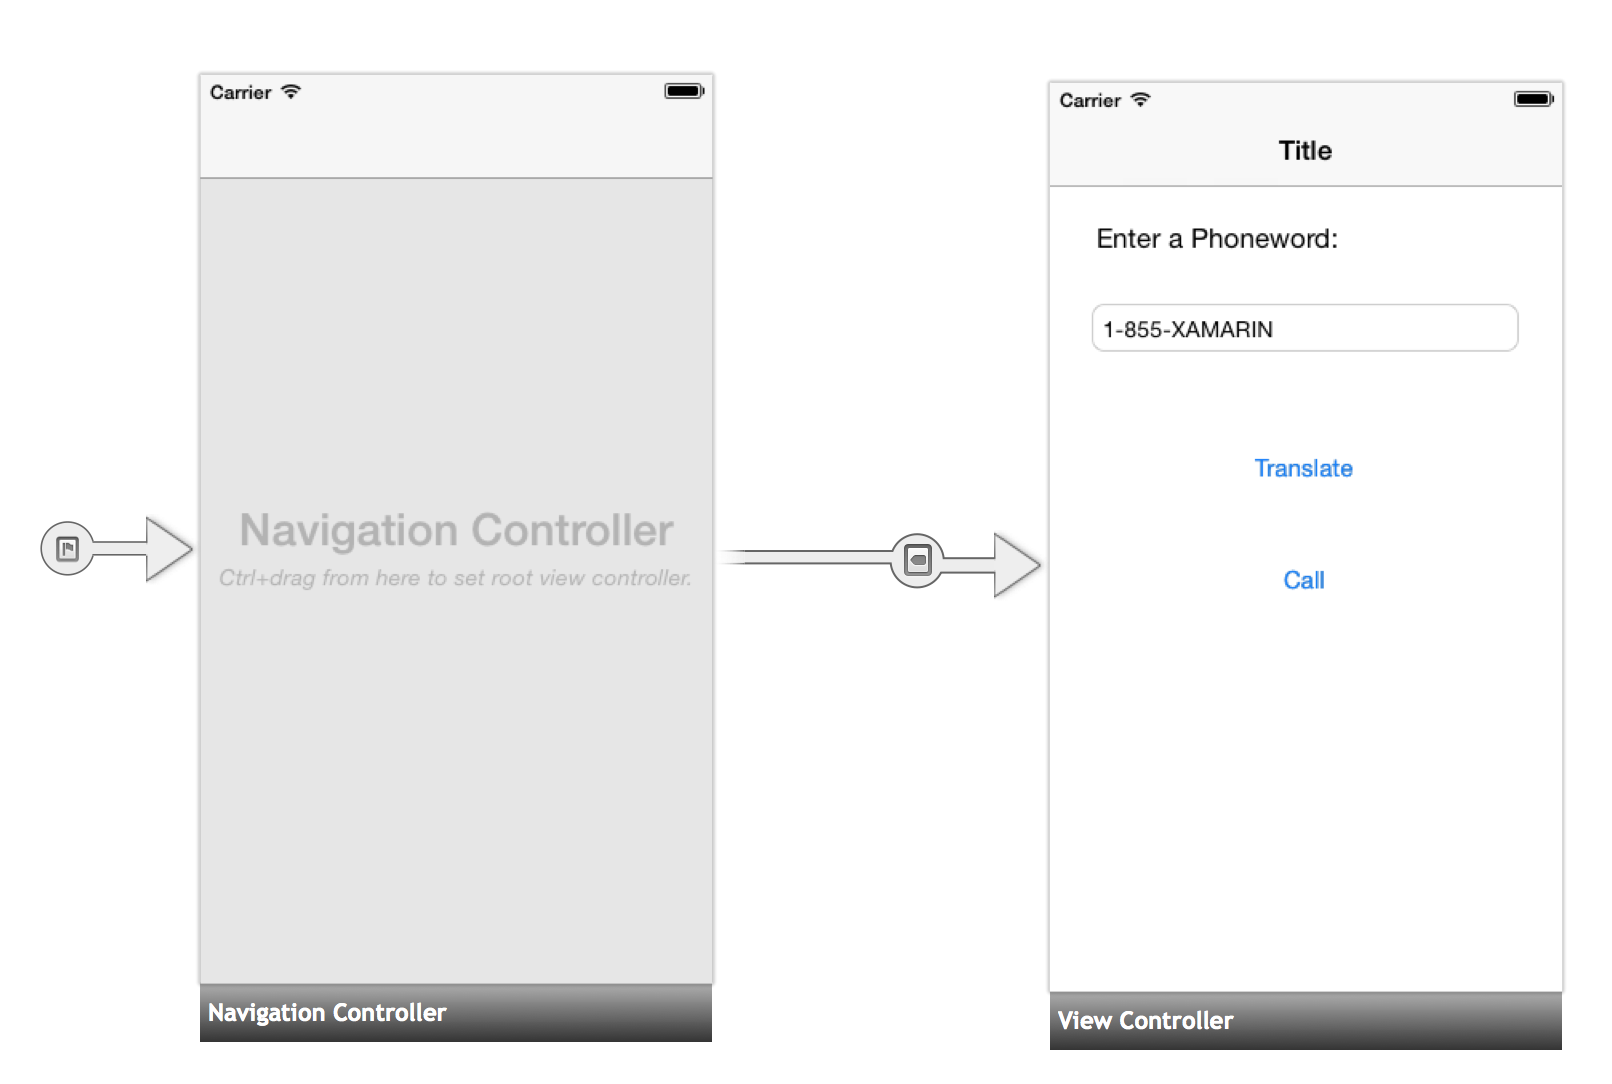 Carrier
Navigation Controller
Ctrl+drag from here to set root view controller.
Navigation Controller
Carrier
Title
Enter a Phoneword:
1-855-XAMARIN
Translate
Call
View Controller